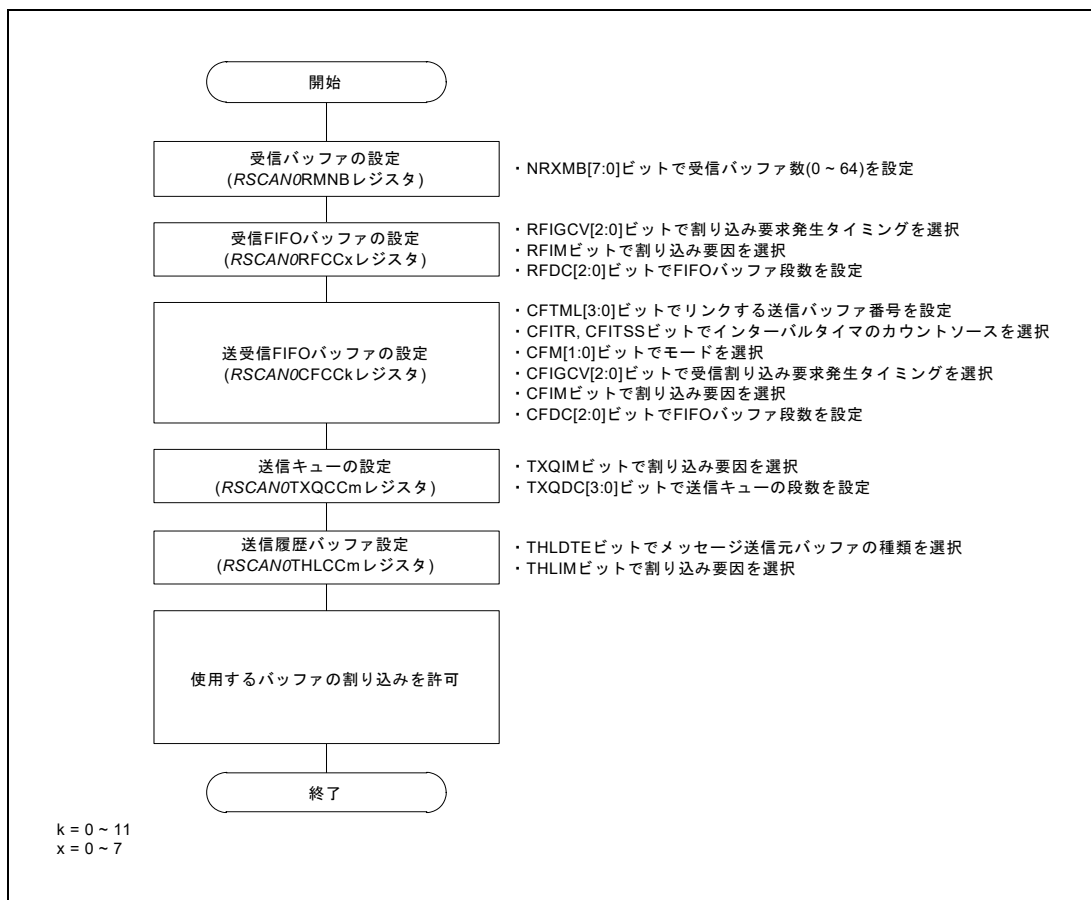 開始
受信バッファの設定
(RSCAN0RMNBレジスタ)
・NRXMB[7:0]ビットで受信バッファ数(0 ~ 64)を設定
受信FIFOバッファの設定
(RSCAN0RFCCxレジスタ)
・RFIGCV[2:0]ビットで割り込み要求発生タイミングを選択
・RFIMビットで割り込み要因を選択
・RFDC[2:0]ビットでFIFOバッファ段数を設定
送受信FIFOバッファの設定
(RSCAN0CFCCkレジスタ)
・CFTML[3:0]ビットでリンクする送信バッファ番号を設定
・CFITR, CFITSSビットでインターバルタイマのカウントソースを選択
・CFM[1:0]ビットでモードを選択
・CFIGCV[2:0]ビットで受信割り込み要求発生タイミングを選択
・CFIMビットで割り込み要因を選択
・CFDC[2:0]ビットでFIFOバッファ段数を設定
送信キューの設定
(RSCAN0TXQCCmレジスタ)
・TXQIMビットで割り込み要因を選択
・TXQDC[3:0]ビットで送信キューの段数を設定
送信履歴バッファ設定
(RSCAN0THLCCmレジスタ)
・THLDTEビットでメッセージ送信元バッファの種類を選択
・THLIMビットで割り込み要因を選択
使用するバッファの割り込みを許可
終了
k = 0 ~ 11
x = 0 ~ 7